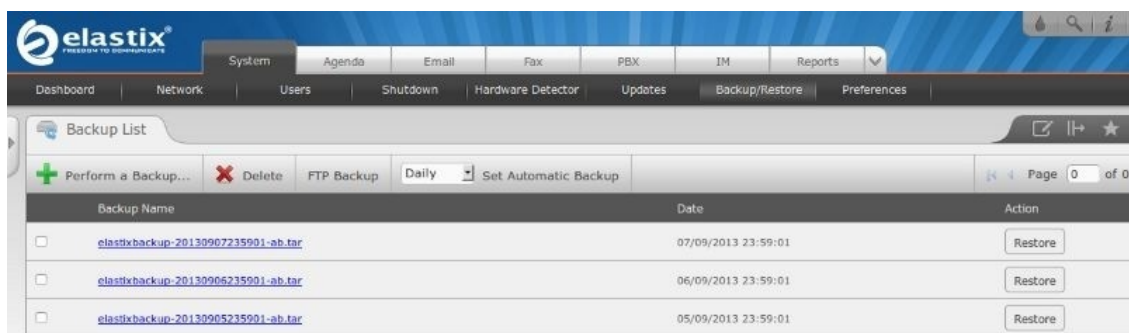 elastix®
FREEDOM TO COMMUNICATE
System Agenda Email Fax PBX IM Reports
Dashboard Network Users Shutdown Hardware Detector Updates Backup/Restore Preferences
Backup List
Perform a Backup... Delete FTP Backup Daily Set Automatic Backup Page 0 of 0
Backup Name Date Action
elastixbackup-20130907235901-ab.tar 07/09/2013 23:59:01 Restore
elastixbackup-20130906235901-ab.tar 06/09/2013 23:59:01 Restore
elastixbackup-20130905235901-ab.tar 05/09/2013 23:59:01 Restore